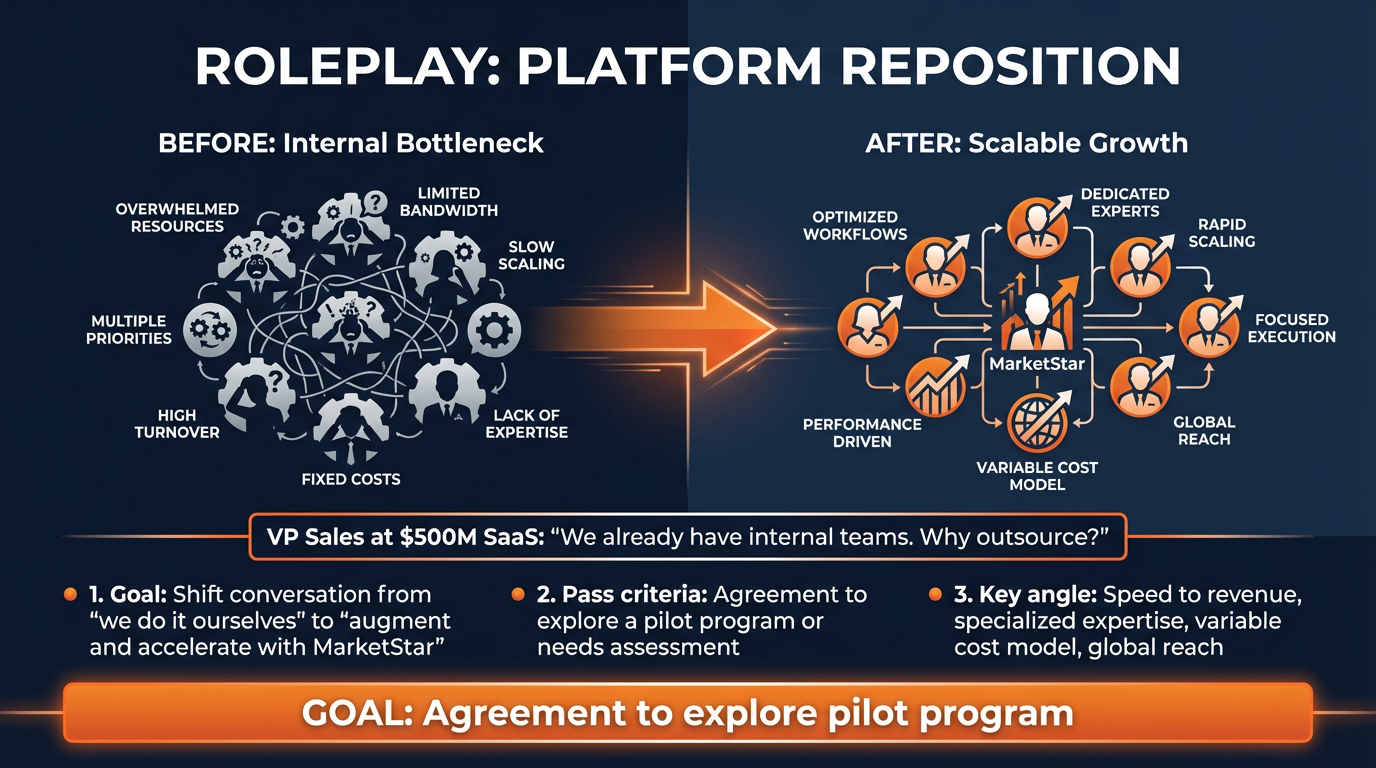 ROLEPLAY: PLATFORM REPOSITION
BEFORE: Internal Bottleneck
OVERWHELMED
RESOURCES
?
LIMITED
BANDWIDTH
SLOW
SCALING
MULTIPLE
PRIORITIES
HIGH
TURNOVER
?
LACK OF
EXPERTISE
FIXED COSTS
AFTER: Scalable Growth
OPTIMIZED
WORKFLOWS
DEDICATED
EXPERTS
RAPID
SCALING
FOCUSED
EXECUTION
MarketStar
PERFORMANCE
DRIVEN
GLOBAL
REACH
VARIABLE COST
MODEL
VP Sales at $500M SaaS: “We already have internal teams. Why outsource?”
1. Goal: Shift conversation from
“we do it ourselves” to “augment
and accelerate with MarketStar”
2. Pass criteria: Agreement to
explore a pilot program or
needs assessment
3. Key angle: Speed to revenue,
specialized expertise, variable
cost model, global reach
GOAL: Agreement to explore pilot program